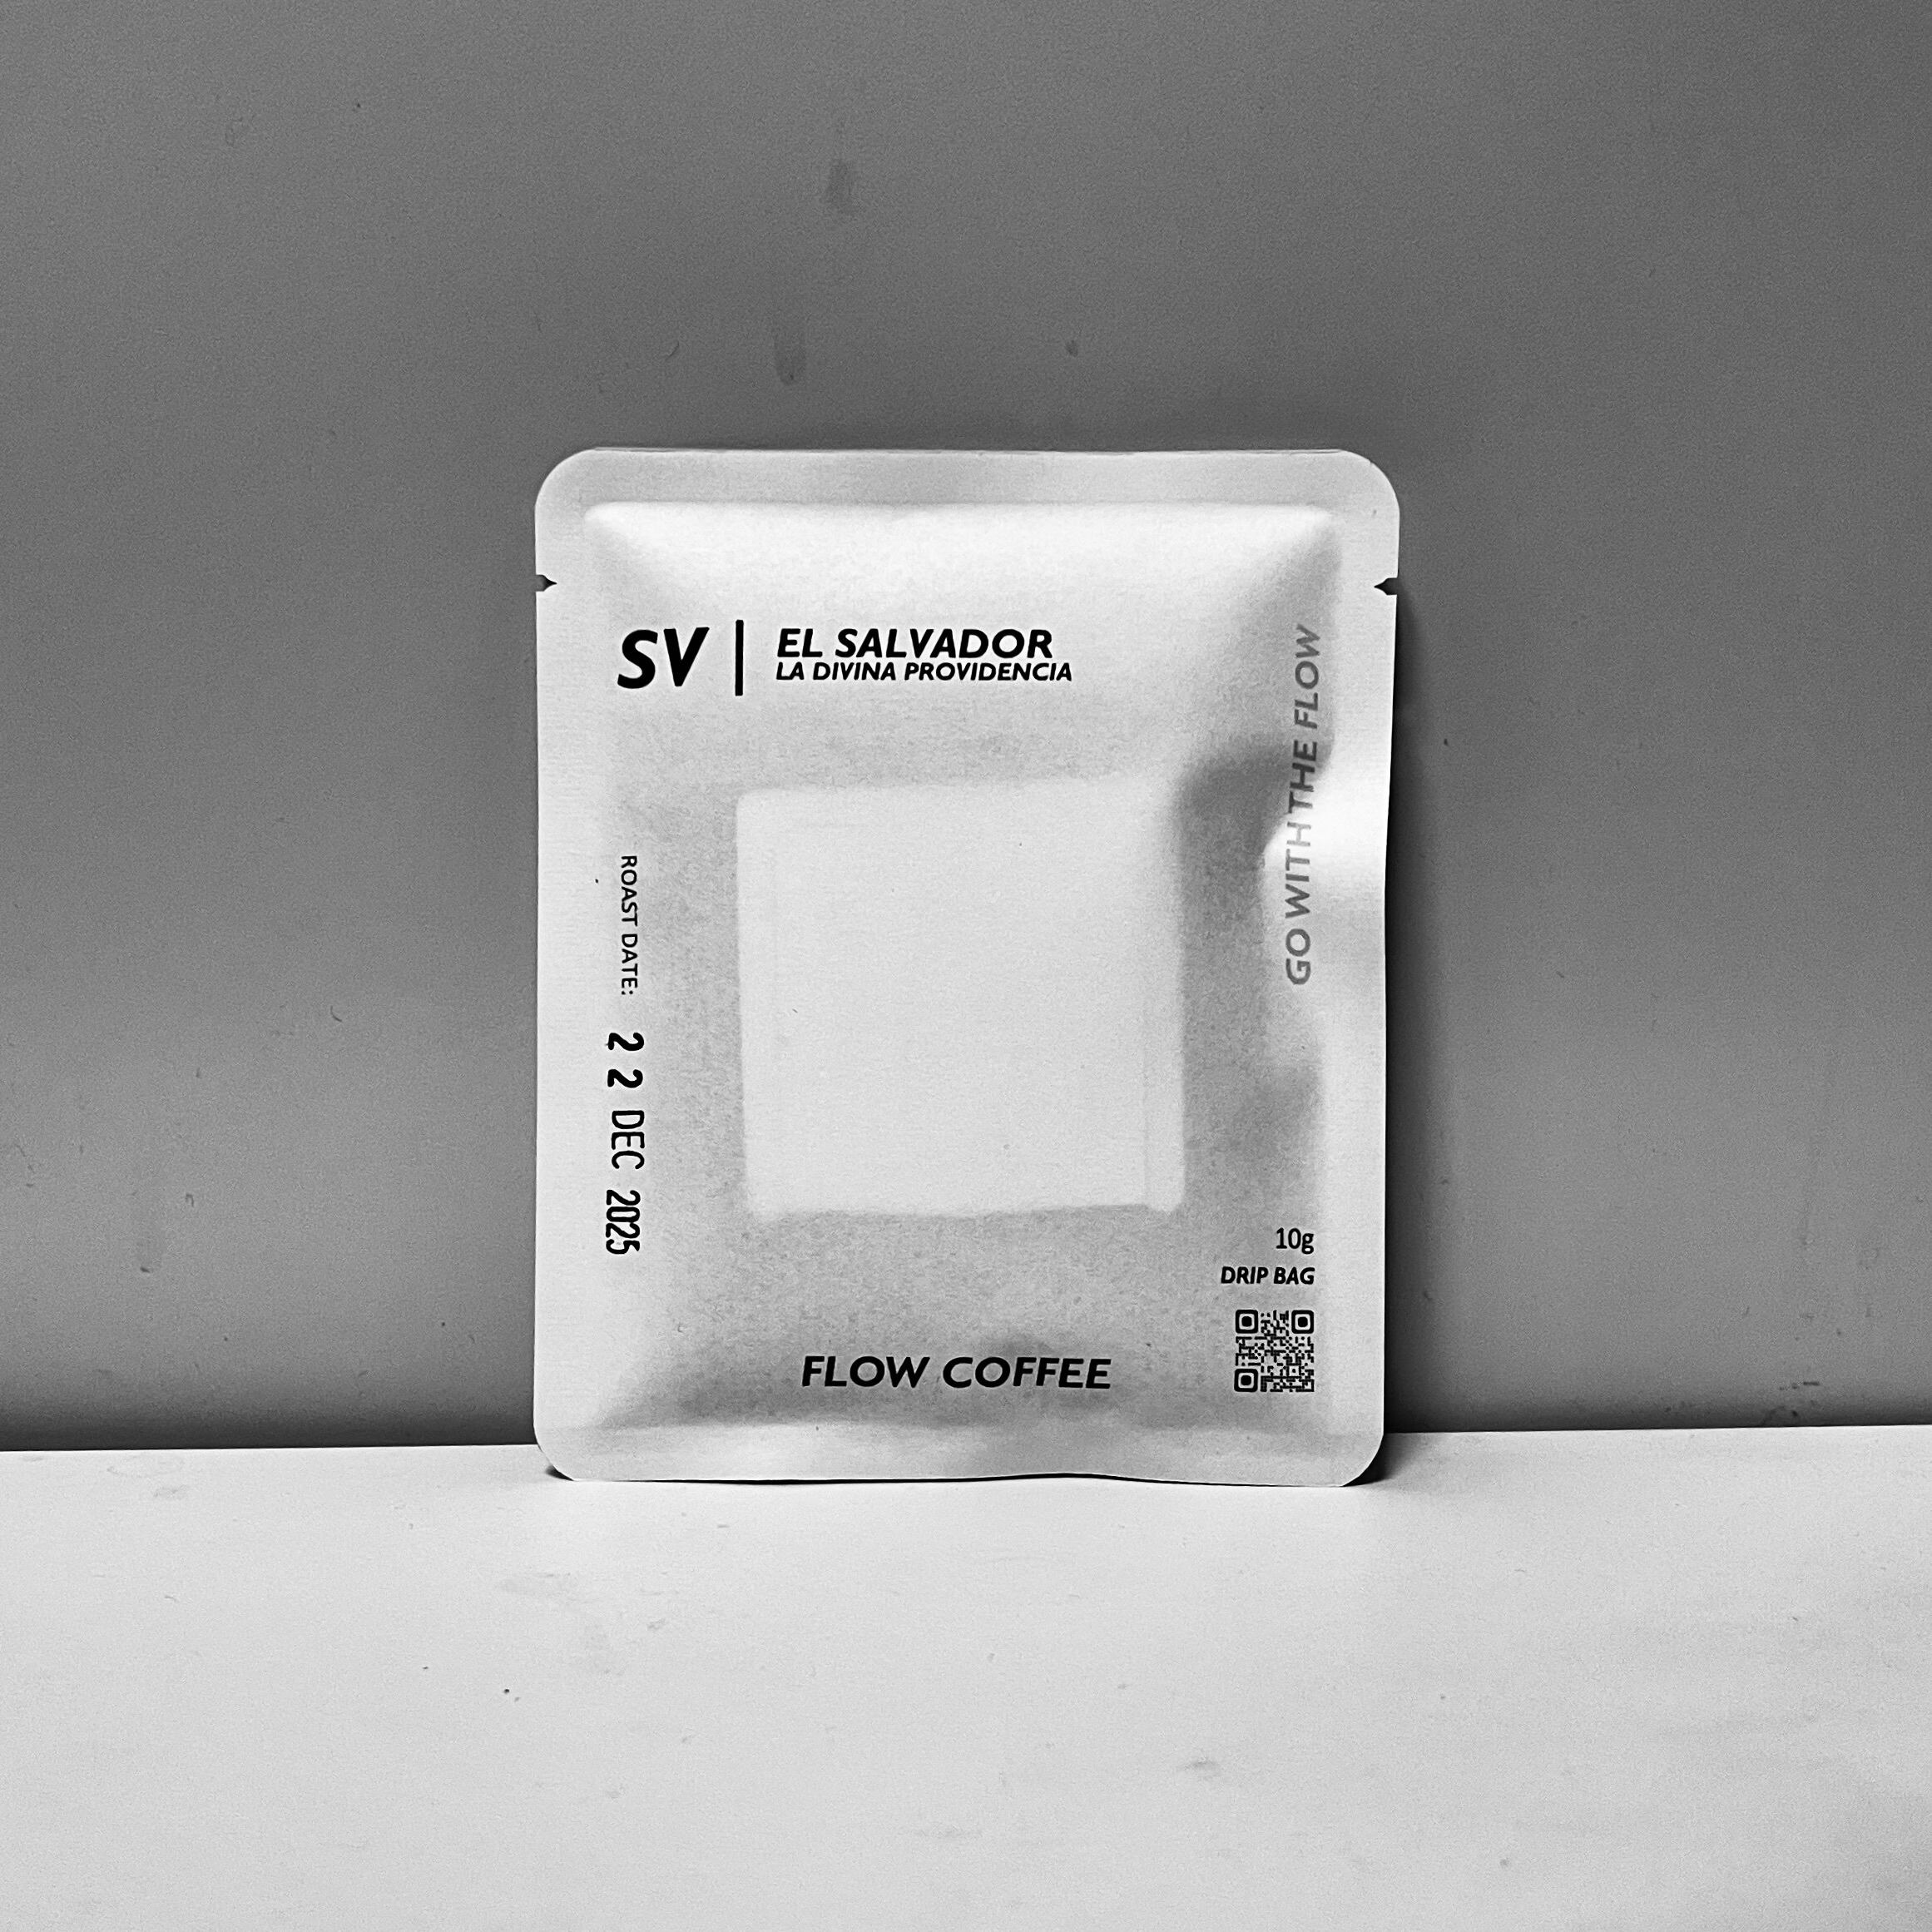 SV
EL SALVADOR
LA DIVINA PROVIDENCIA
GO WITH THE FLOW
ROAST DATE: 22 DEC 2025
10g
DRIP BAG
FLOW COFFEE